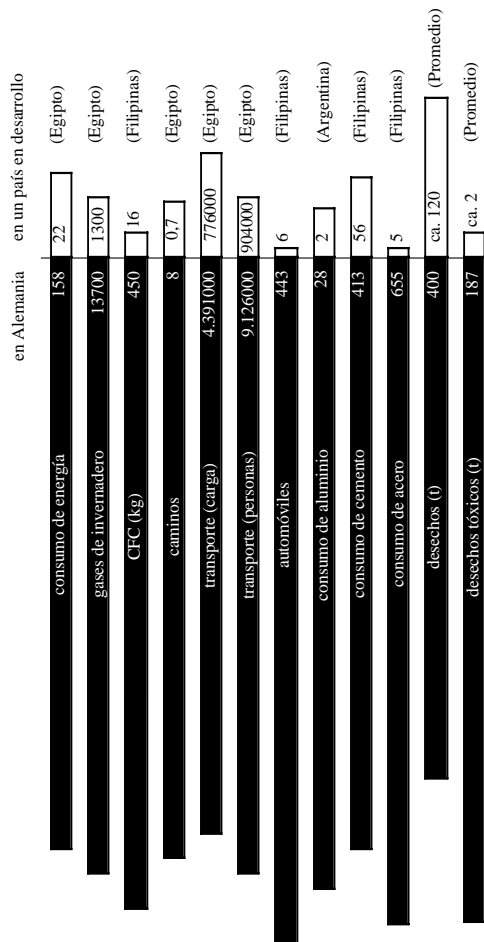 en Alemania en un país en desarrollo
consumo de energía 158 22 (Egipto)
gases de invernadero 13700 1300 (Egipto)
CFC (kg) 450 16 (Filipinas)
caminos 8 0,7 (Egipto)
transporte (carga) 4.391000 776000 (Egipto)
transporte (personas) 9.126000 904000 (Egipto)
automóviles 443 6 (Filipinas)
consumo de aluminio 28 2 (Argentina)
consumo de cemento 413 56 (Filipinas)
consumo de acero 655 5 (Filipinas)
desechos (t) 400 ca. 120 (Promedio)
desechos tóxicos (t) 187 ca. 2 (Promedio)